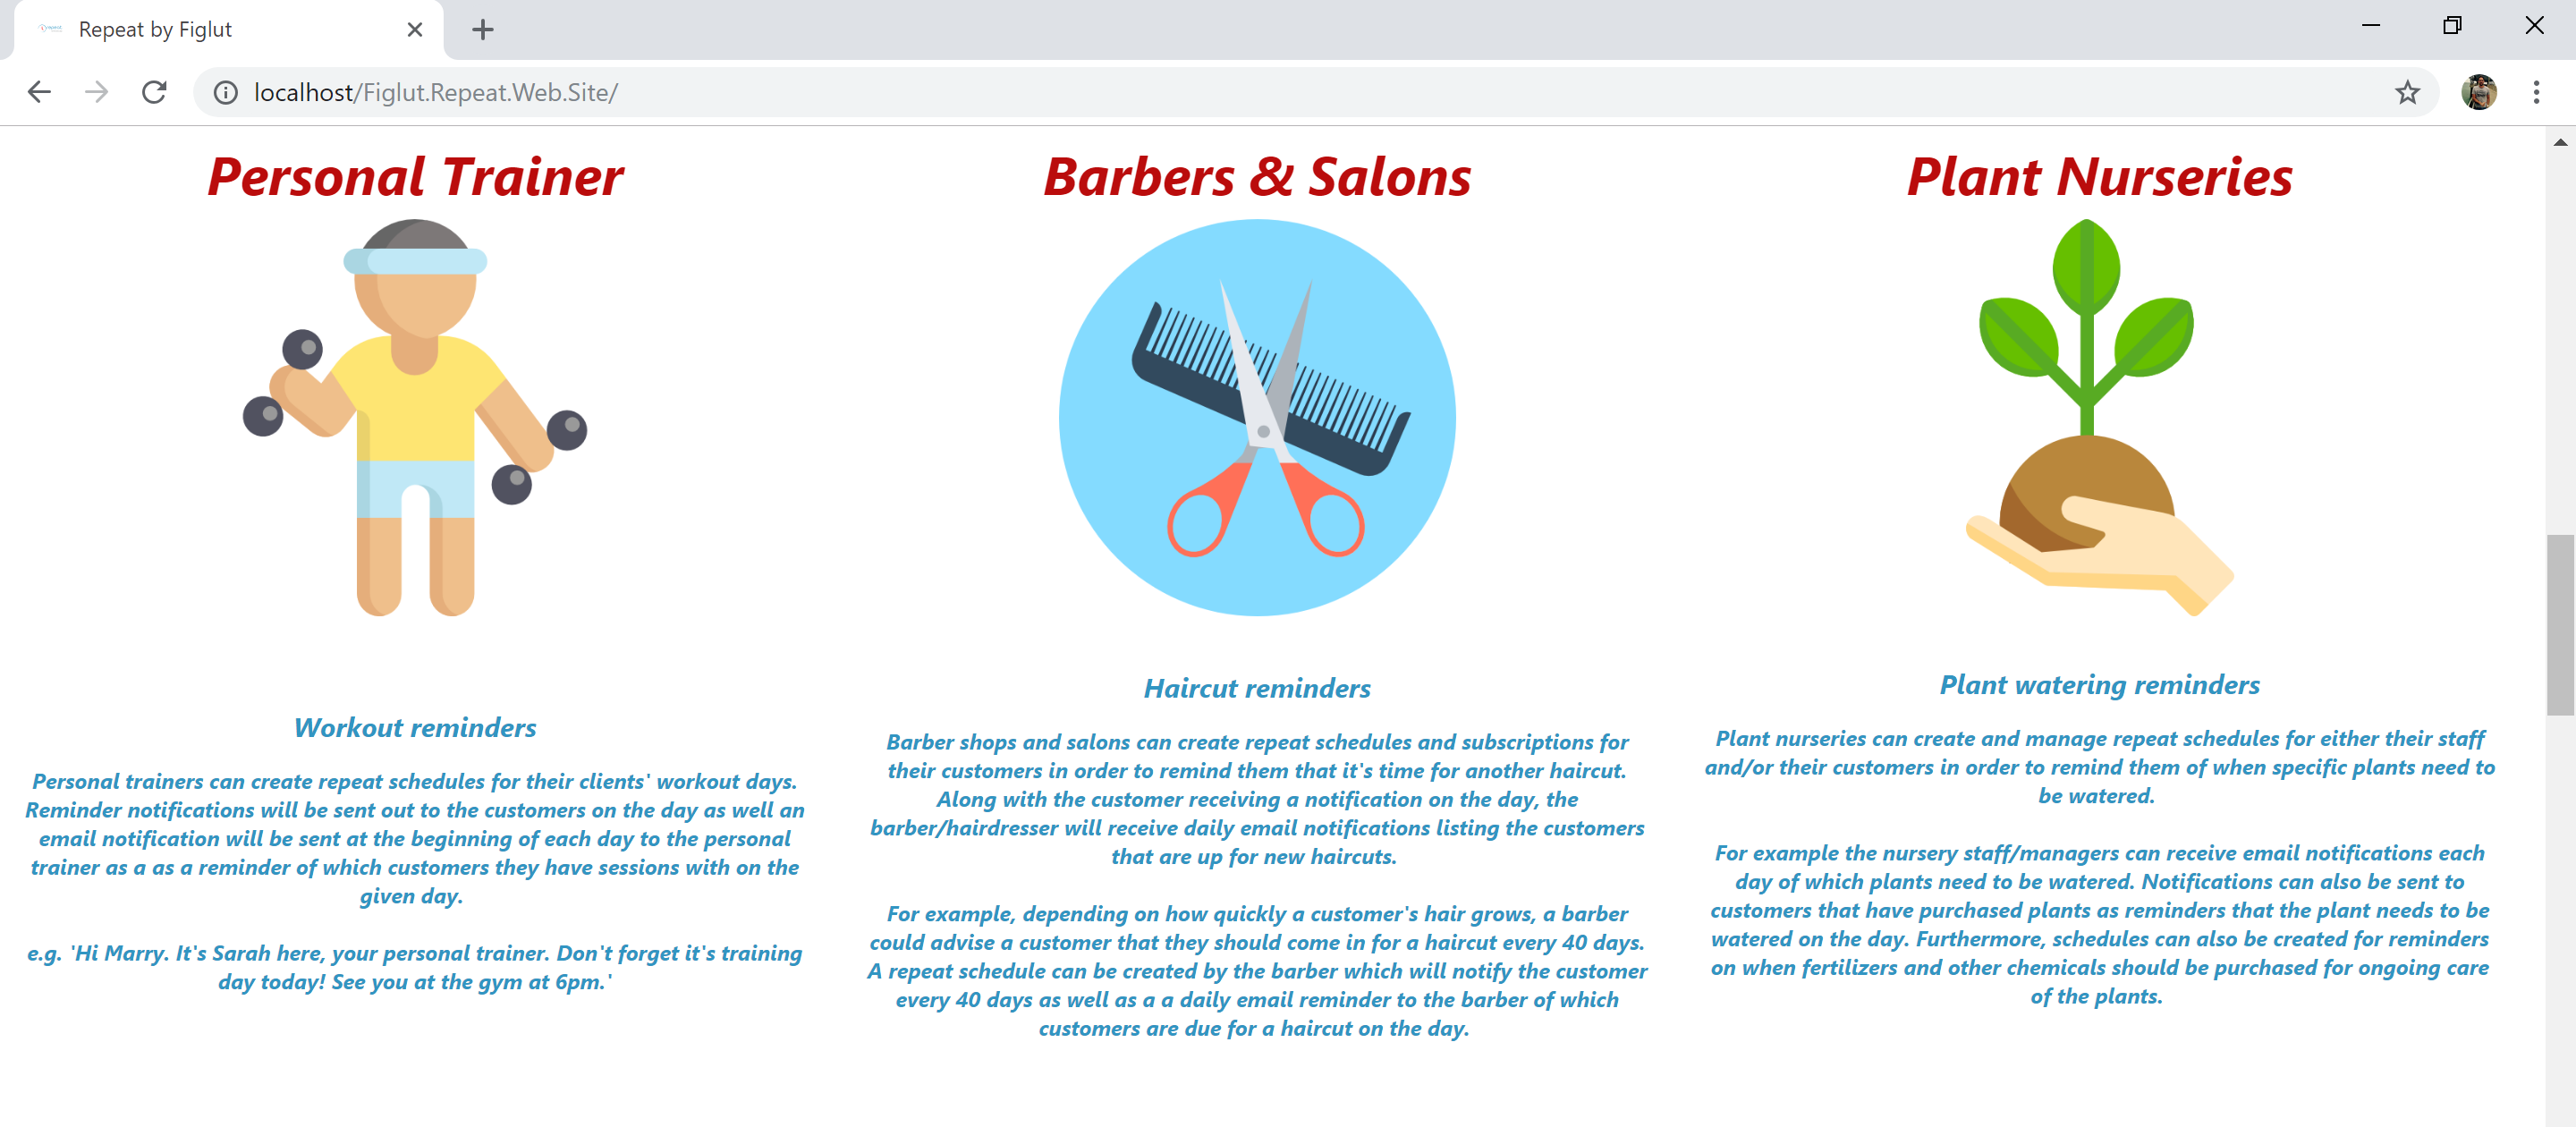 Repeat by Figlut
localhost/Figlut.Repeat.Web.Site/
Personal Trainer
Workout reminders
Personal trainers can create repeat schedules for their clients' workout days.
Reminder notifications will be sent out to the customers on the day as well an
email notification will be sent at the beginning of each day to the personal
trainer as a as a reminder of which customers they have sessions with on the
given day.
e.g. 'Hi Marry. It's Sarah here, your personal trainer. Don't forget it's training
day today! See you at the gym at 6pm.'
Barbers & Salons
Haircut reminders
Barber shops and salons can create repeat schedules and subscriptions for
their customers in order to remind them that it's time for another haircut.
Along with the customer receiving a notification on the day, the
barber/hairdresser will receive daily email notifications listing the customers
that are up for new haircuts.
For example, depending on how quickly a customer's hair grows, a barber
could advise a customer that they should come in for a haircut every 40 days.
A repeat schedule can be created by the barber which will notify the customer
every 40 days as well as a a daily email reminder to the barber of which
customers are due for a haircut on the day.
Plant Nurseries
Plant watering reminders
Plant nurseries can create and manage repeat schedules for either their staff
and/or their customers in order to remind them of when specific plants need to
be watered.
For example the nursery staff/managers can receive email notifications each
day of which plants need to be watered. Notifications can also be sent to
customers that have purchased plants as reminders that the plant needs to be
watered on the day. Furthermore, schedules can also be created for reminders
on when fertilizers and other chemicals should be purchased for ongoing care
of the plants.